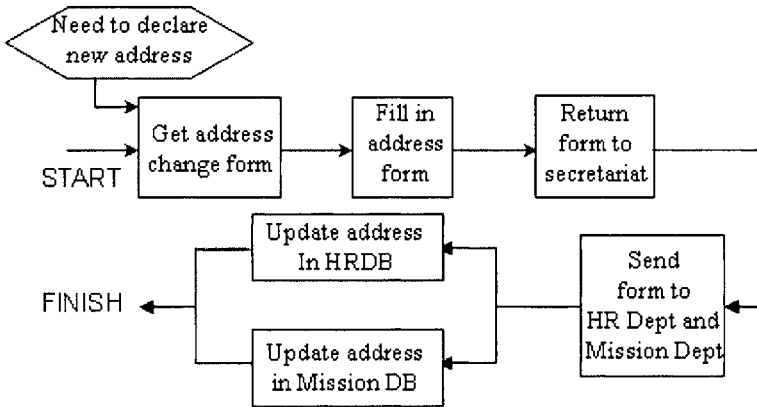 Need to declare
new address
START
Get address
change form
Fill in
address
form
Return
form to
secretariat
Send
form to
HR Dept and
Mission Dept
Update address
In HRDB
Update address
in Mission DB
FINISH